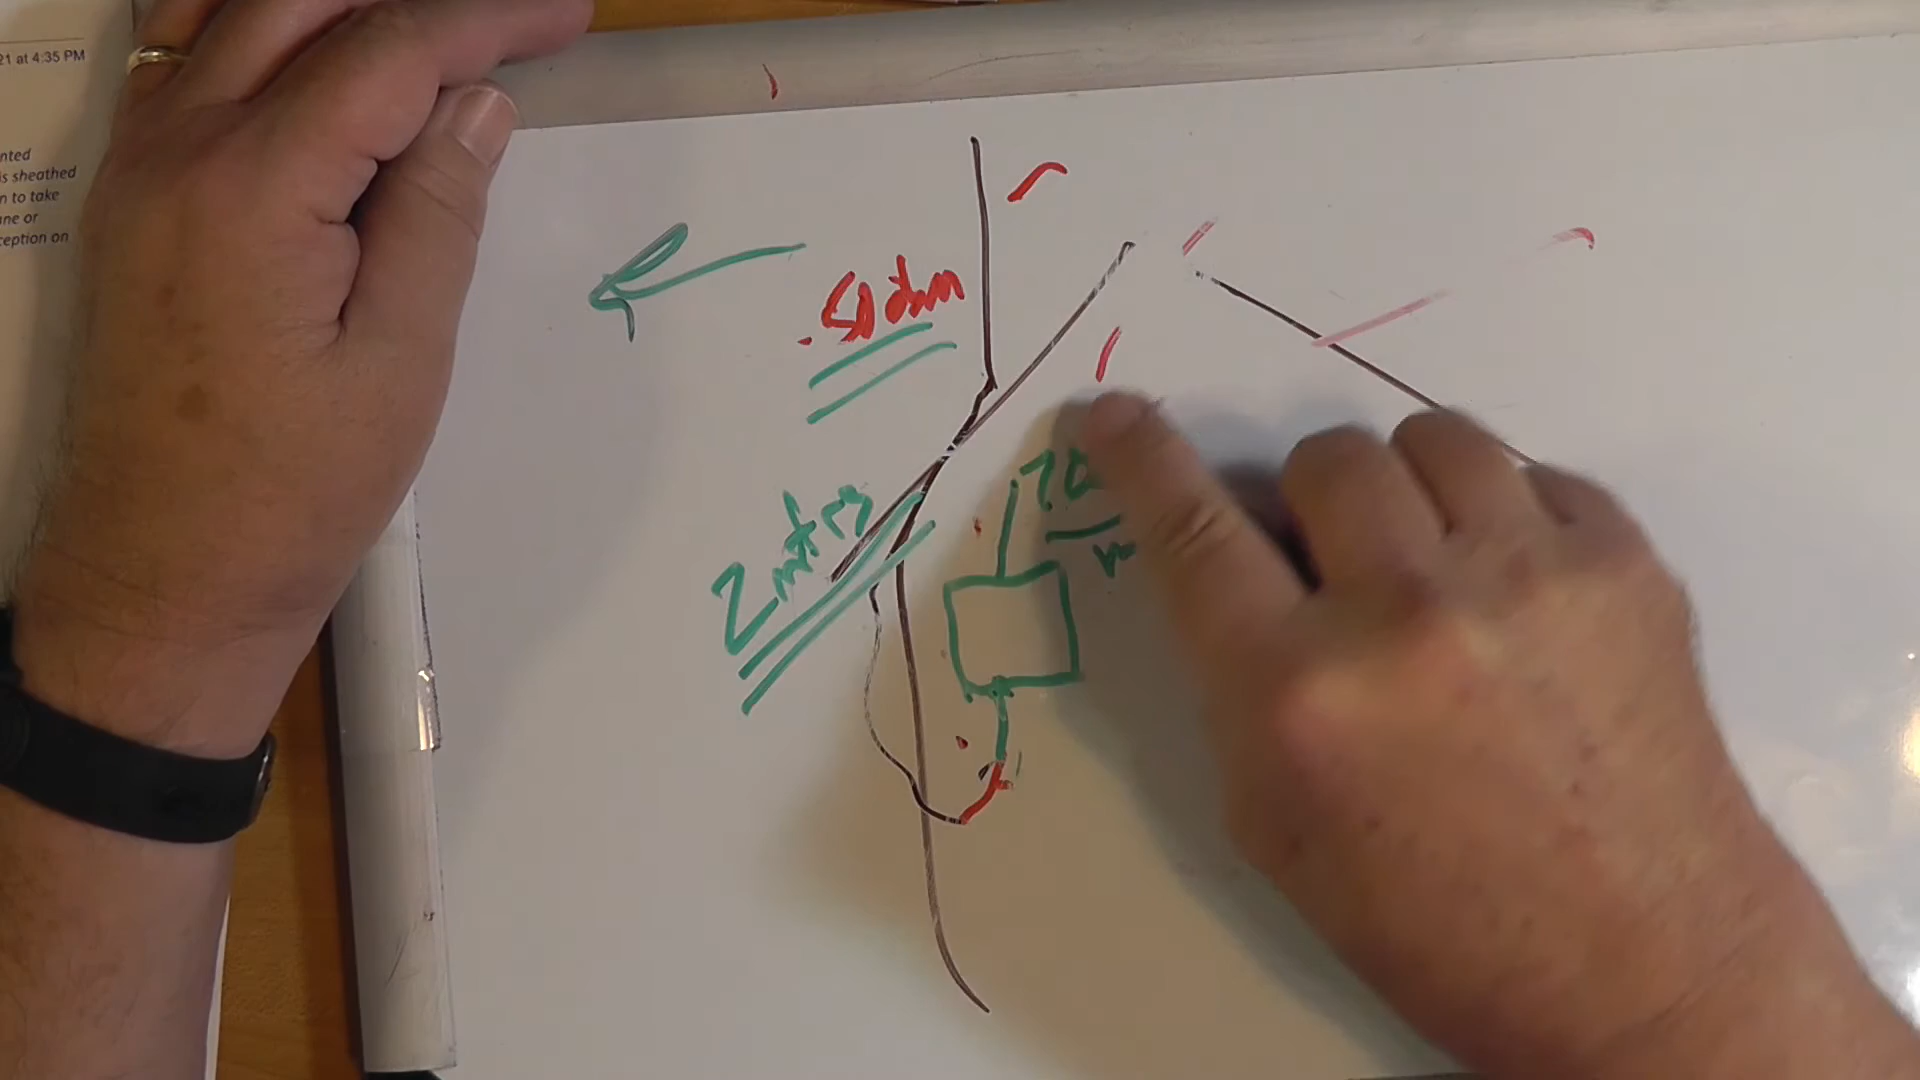 21 at 4:35 PM
nted
is sheathed
n to take
ane or
ception on
50 ohm
2 mtrs